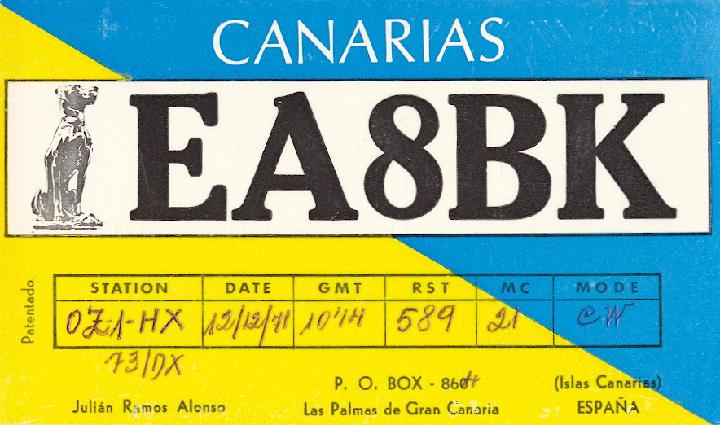 CANARIAS
EA8BK
Patentado
STATION DATE GMT RST MC MODE
OZ1-HX 12/12/71 10'14 589 21 CW
73/DX
P. O. BOX - 860 (Islas Canarias)
Julián Ramos Alonso Las Palmas de Gran Canaria ESPAÑA